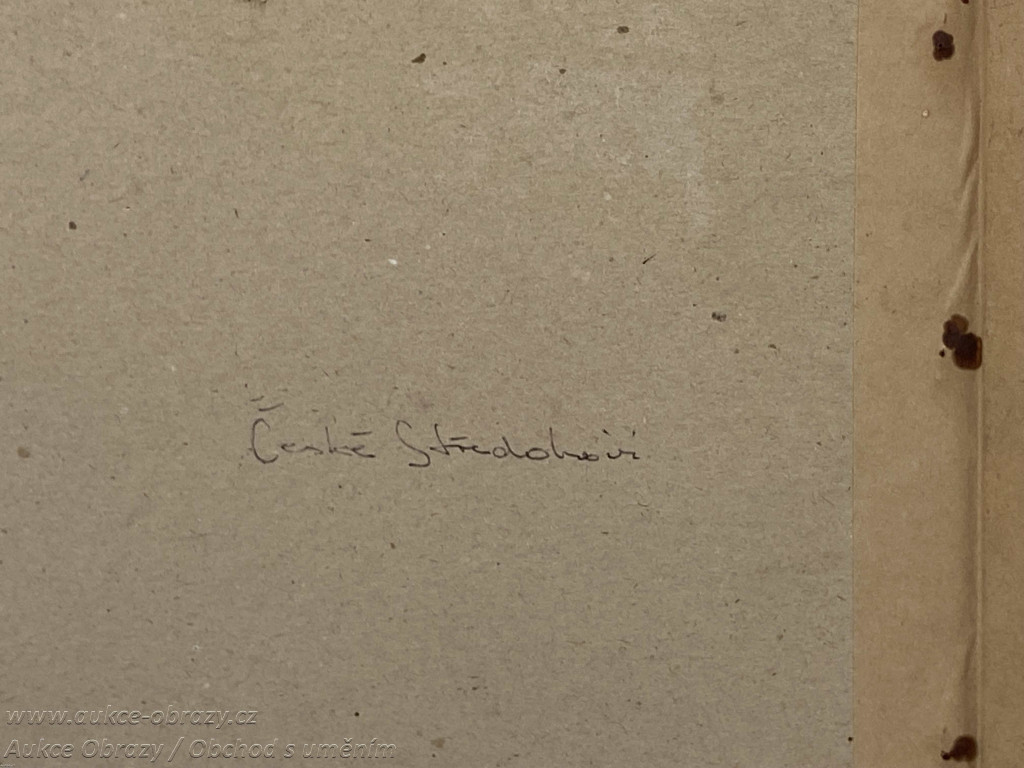 České Středohoří
www.aukce-obrazy.cz
Aukce Obrazy / Obchod s uměním